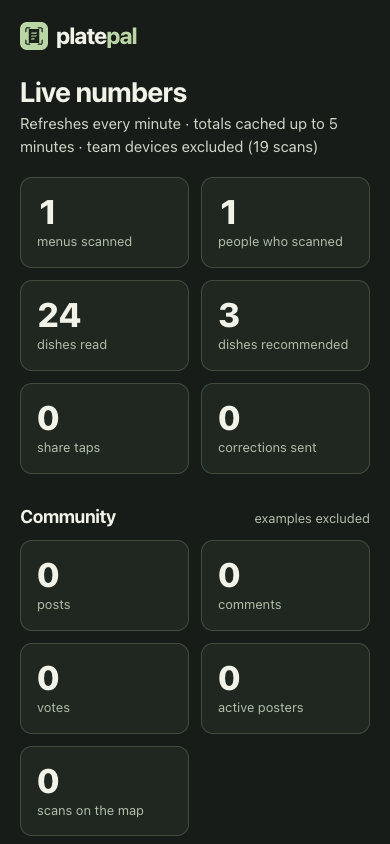 platepal
Live numbers
Refreshes every minute · totals cached up to 5
minutes · team devices excluded (19 scans)
1
menus scanned
1
people who scanned
24
dishes read
3
dishes recommended
0
share taps
0
corrections sent
Community
examples excluded
0
posts
0
comments
0
votes
0
active posters
0
scans on the map